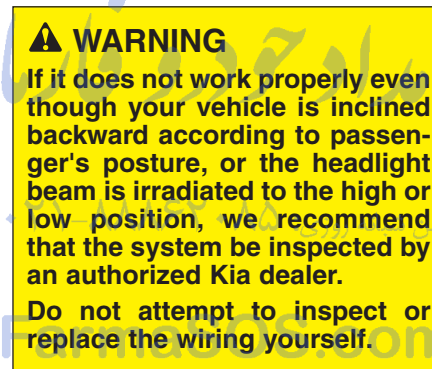 WARNING
If it does not work properly even
though your vehicle is inclined
backward according to passen-
ger's posture, or the headlight
beam is irradiated to the high or
low position, we recommend
that the system be inspected by
an authorized Kia dealer.
Do not attempt to inspect or
replace the wiring yourself.
FarmaSOS.com